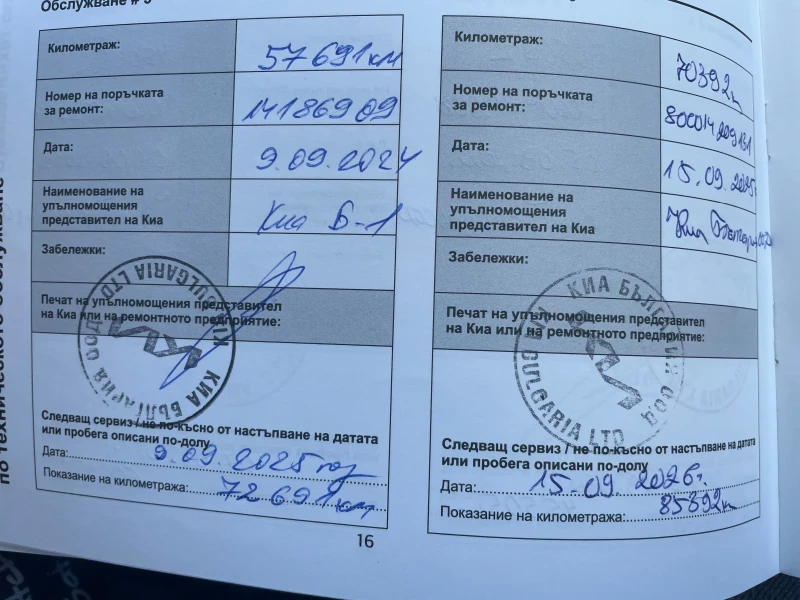 Обслужване # 5
Километраж:
57691км
Номер на поръчката
за ремонт:
14186909
Дата:
9.09.2024
Наименование на
упълномощения
представител на Киа
Киа Б-1
Забележки:
Печат на упълномощения представител
на Киа или на ремонтното предприятие:
KIA BULGARIA LTD
КИА БЪЛГАРИЯ ООД
Следващ сервиз / не по-късно от настъпване на датата
или пробега описани по-долу
Дата: 9.09.2025
Показание на километража: 72691км
16
Километраж:
70392
Номер на поръчката
за ремонт:
Дата:
15.09.2025
Наименование на
упълномощения
представител на Киа
Киа
Забележки:
Печат на упълномощения представител
на Киа или на ремонтното предприятие:
КИА БЪЛГАРИЯ ООД
KIA BULGARIA LTD
Следващ сервиз / не по-късно от настъпване на датата
или пробега описани по-долу
Дата: 15.09.2026г.
Показание на километража: 85392